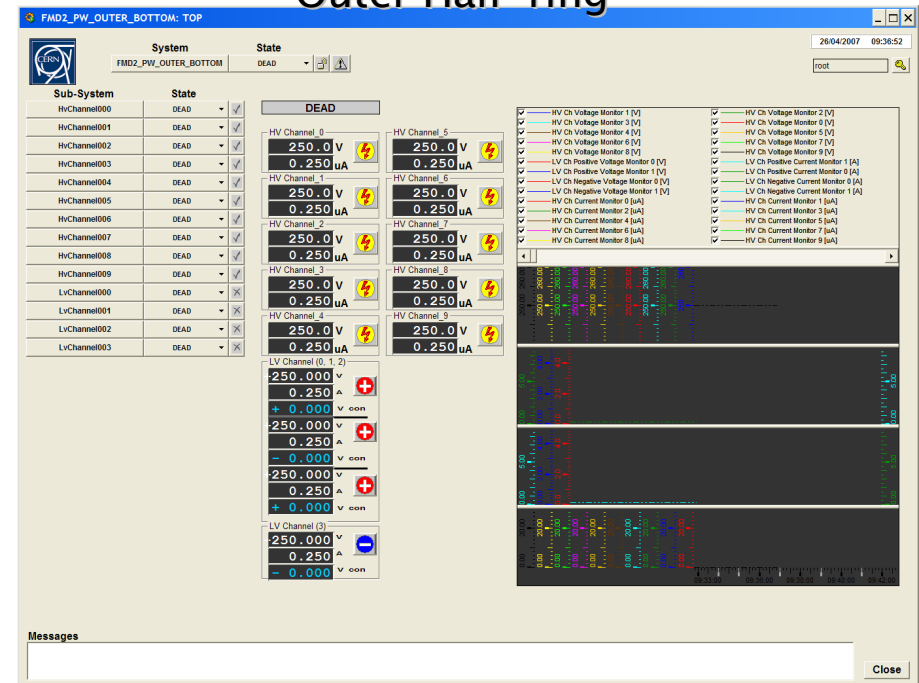 Outer Half-ring
FMD2_PW_OUTER_BOTTOM: TOP
CERN
System State
FMD2_PW_OUTER_BOTTOM DEAD
26/04/2007 09:36:52
root
Sub-System State
HvChannel000 DEAD
HvChannel001 DEAD
HvChannel002 DEAD
HvChannel003 DEAD
HvChannel004 DEAD
HvChannel005 DEAD
HvChannel006 DEAD
HvChannel007 DEAD
HvChannel008 DEAD
HvChannel009 DEAD
LvChannel000 DEAD
LvChannel001 DEAD
LvChannel002 DEAD
LvChannel003 DEAD
DEAD
HV Channel_0
250.0 V
0.250 uA
HV Channel_5
250.0 V
0.250 uA
HV Channel_1
250.0 V
0.250 uA
HV Channel_6
250.0 V
0.250 uA
HV Channel_2
250.0 V
0.250 uA
HV Channel_7
250.0 V
0.250 uA
HV Channel_3
250.0 V
0.250 uA
HV Channel_8
250.0 V
0.250 uA
HV Channel_4
250.0 V
0.250 uA
HV Channel_9
250.0 V
0.250 uA
LV Channel (0, 1, 2)
-250.000 V
0.250 A
+ 0.000 V con
-250.000 V
0.250 A
- 0.000 V con
-250.000 V
0.250 A
+ 0.000 V con
LV Channel (3)
-250.000 V
0.250 A
- 0.000 V con
HV Ch Voltage Monitor 1 [V] HV Ch Voltage Monitor 2 [V]
HV Ch Voltage Monitor 3 [V] HV Ch Voltage Monitor 0 [V]
HV Ch Voltage Monitor 4 [V] HV Ch Voltage Monitor 5 [V]
HV Ch Voltage Monitor 6 [V] HV Ch Voltage Monitor 7 [V]
HV Ch Voltage Monitor 8 [V] HV Ch Voltage Monitor 9 [V]
LV Ch Positive Voltage Monitor 0 [V] LV Ch Positive Current Monitor 1 [A]
LV Ch Positive Voltage Monitor 1 [V] LV Ch Positive Current Monitor 0 [A]
LV Ch Negative Voltage Monitor 0 [V] LV Ch Negative Current Monitor 0 [A]
LV Ch Negative Voltage Monitor 1 [V] LV Ch Negative Current Monitor 1 [A]
HV Ch Current Monitor 0 [uA] HV Ch Current Monitor 1 [uA]
HV Ch Current Monitor 2 [uA] HV Ch Current Monitor 3 [uA]
HV Ch Current Monitor 4 [uA] HV Ch Current Monitor 5 [uA]
HV Ch Current Monitor 6 [uA] HV Ch Current Monitor 7 [uA]
HV Ch Current Monitor 8 [uA] HV Ch Current Monitor 9 [uA]
09:33:00 09:36:00 09:38:00 09:40:00 09:42:00
Messages
Close